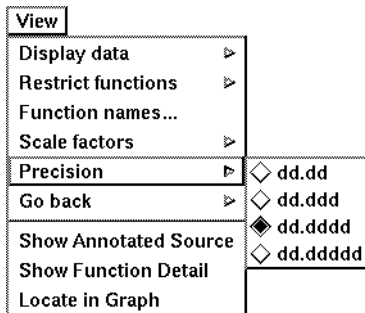 View
Display data
Restrict functions
Function names...
Scale factors
Precision
Go back
Show Annotated Source
Show Function Detail
Locate in Graph
dd.dd
dd.ddd
dd.dddd
dd.ddddd